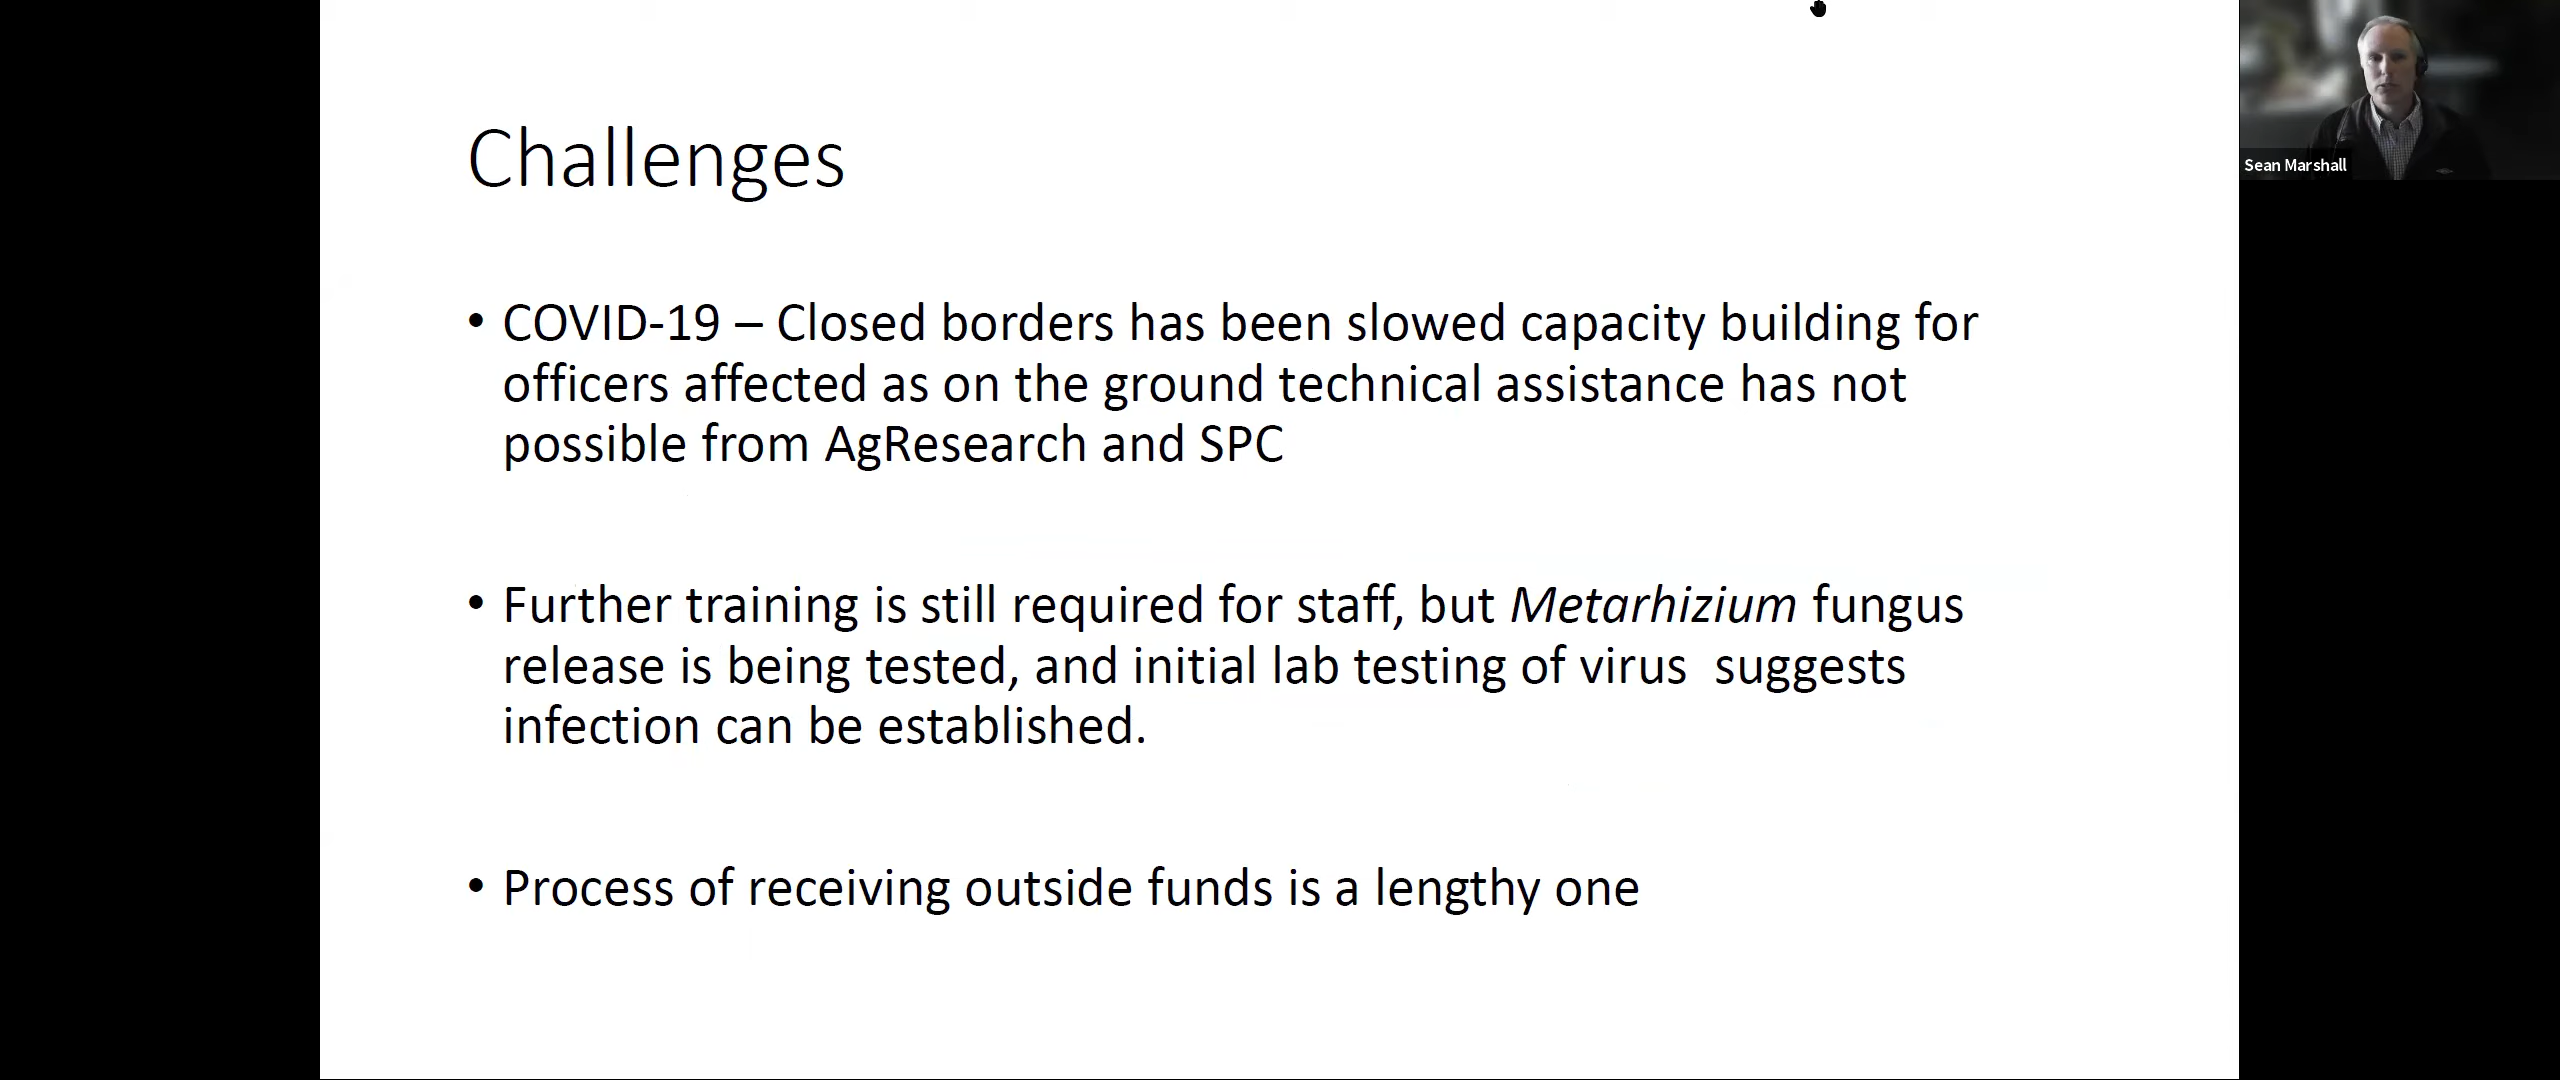 Challenges
• COVID-19 – Closed borders has been slowed capacity building for
officers affected as on the ground technical assistance has not
possible from AgResearch and SPC
• Further training is still required for staff, but Metarhizium fungus
release is being tested, and initial lab testing of virus  suggests
infection can be established.
• Process of receiving outside funds is a lengthy one
Sean Marshall